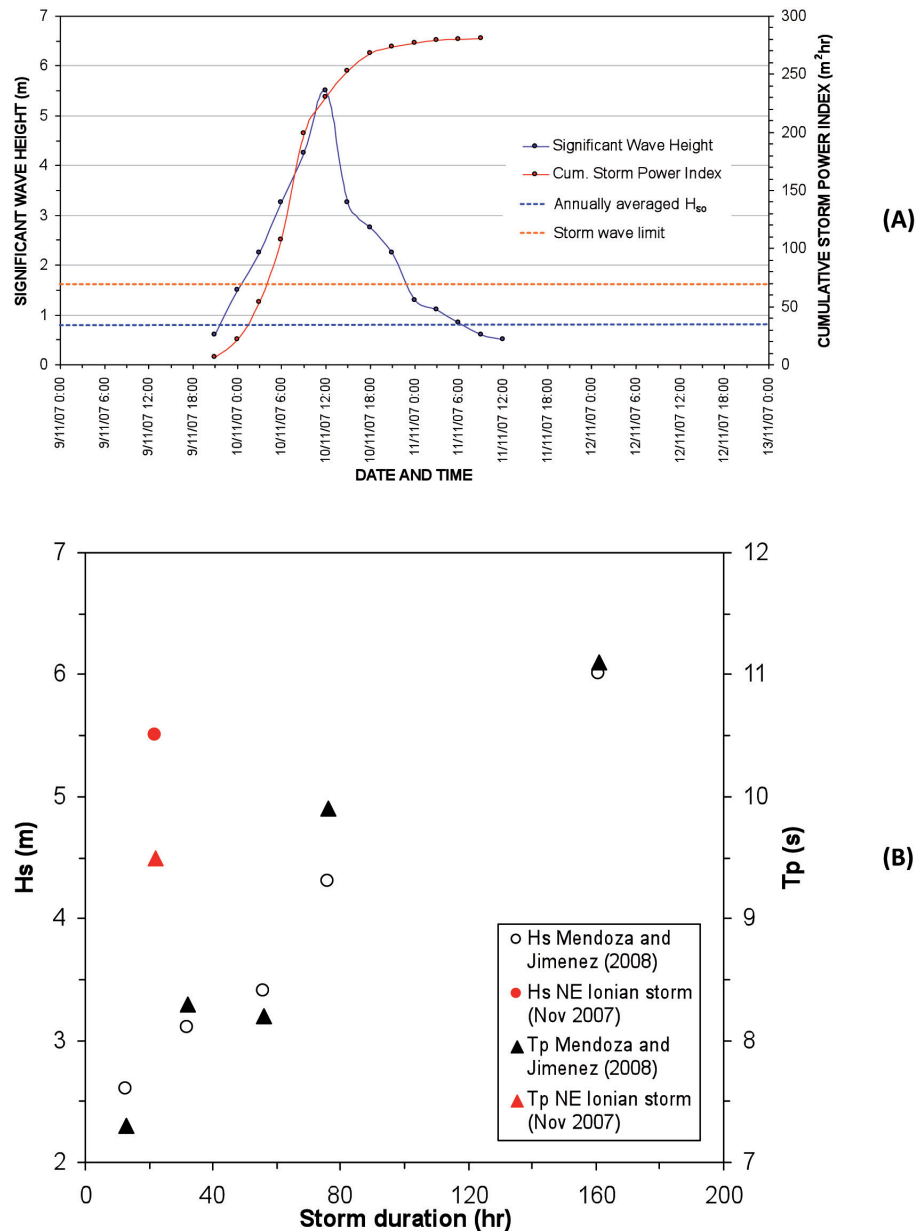 SIGNIFICANT WAVE HEIGHT (m)
7
6
5
4
3
2
1
0
CUMULATIVE STORM POWER INDEX (m²hr)
300
250
200
150
100
50
0
Significant Wave Height
Cum. Storm Power Index
Annually averaged Hso
Storm wave limit
9/11/07 0:00
9/11/07 6:00
9/11/07 12:00
9/11/07 18:00
10/11/07 0:00
10/11/07 6:00
10/11/07 12:00
10/11/07 18:00
11/11/07 0:00
11/11/07 6:00
11/11/07 12:00
11/11/07 18:00
12/11/07 0:00
12/11/07 6:00
12/11/07 12:00
12/11/07 18:00
13/11/07 0:00
DATE AND TIME
(A)
Hs (m)
7
6
5
4
3
2
Tp (s)
12
11
10
9
8
7
Hs Mendoza and
Jimenez (2008)
Hs NE Ionian storm
(Nov 2007)
Tp Mendoza and
Jimenez (2008)
Tp NE Ionian storm
(Nov 2007)
0 40 80 120 160 200
Storm duration (hr)
(B)